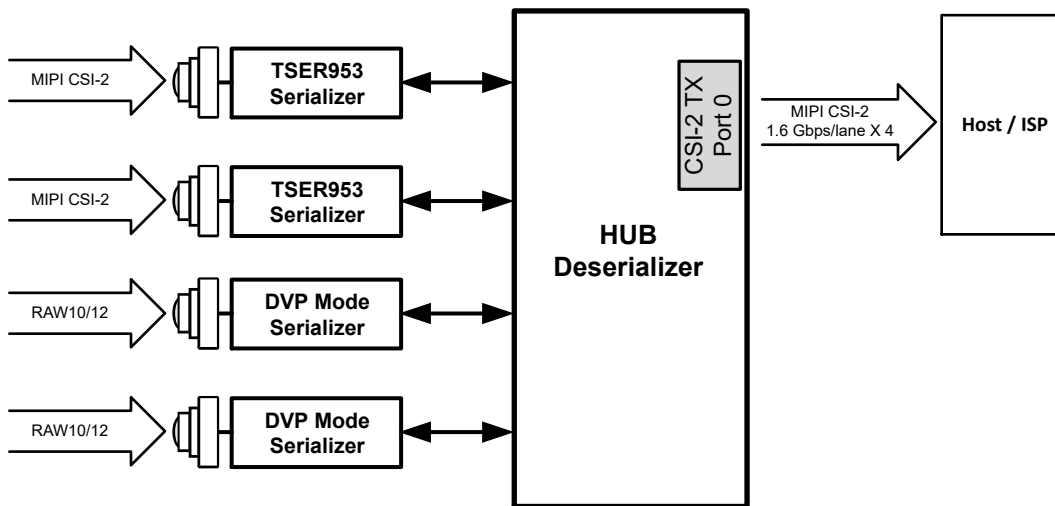 MIPI CSI-2
TSER953
Serializer
MIPI CSI-2
TSER953
Serializer
RAW10/12
DVP Mode
Serializer
RAW10/12
DVP Mode
Serializer
HUB
Deserializer
CSI-2 TX
Port 0
MIPI CSI-2
1.6 Gbps/lane X 4
Host / ISP